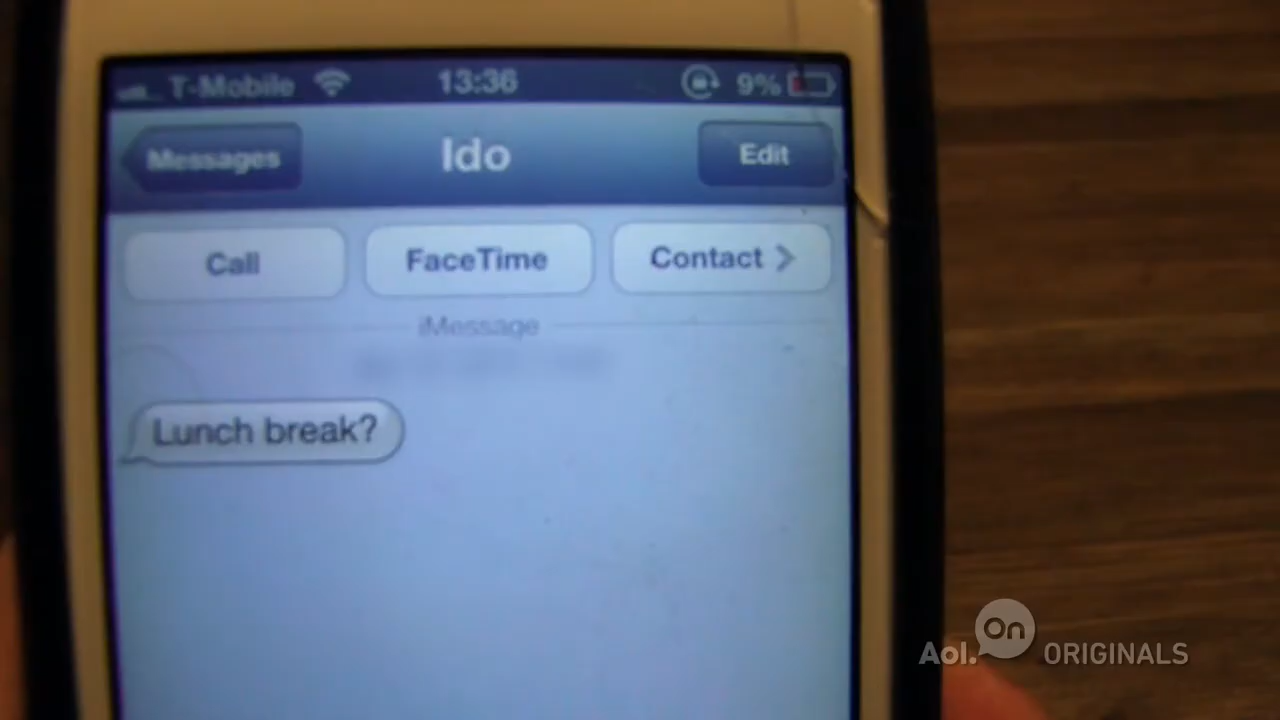 T-Mobile 13:36 9%
Messages Ido Edit
Call FaceTime Contact
iMessage
Lunch break?
Aol. On ORIGINALS